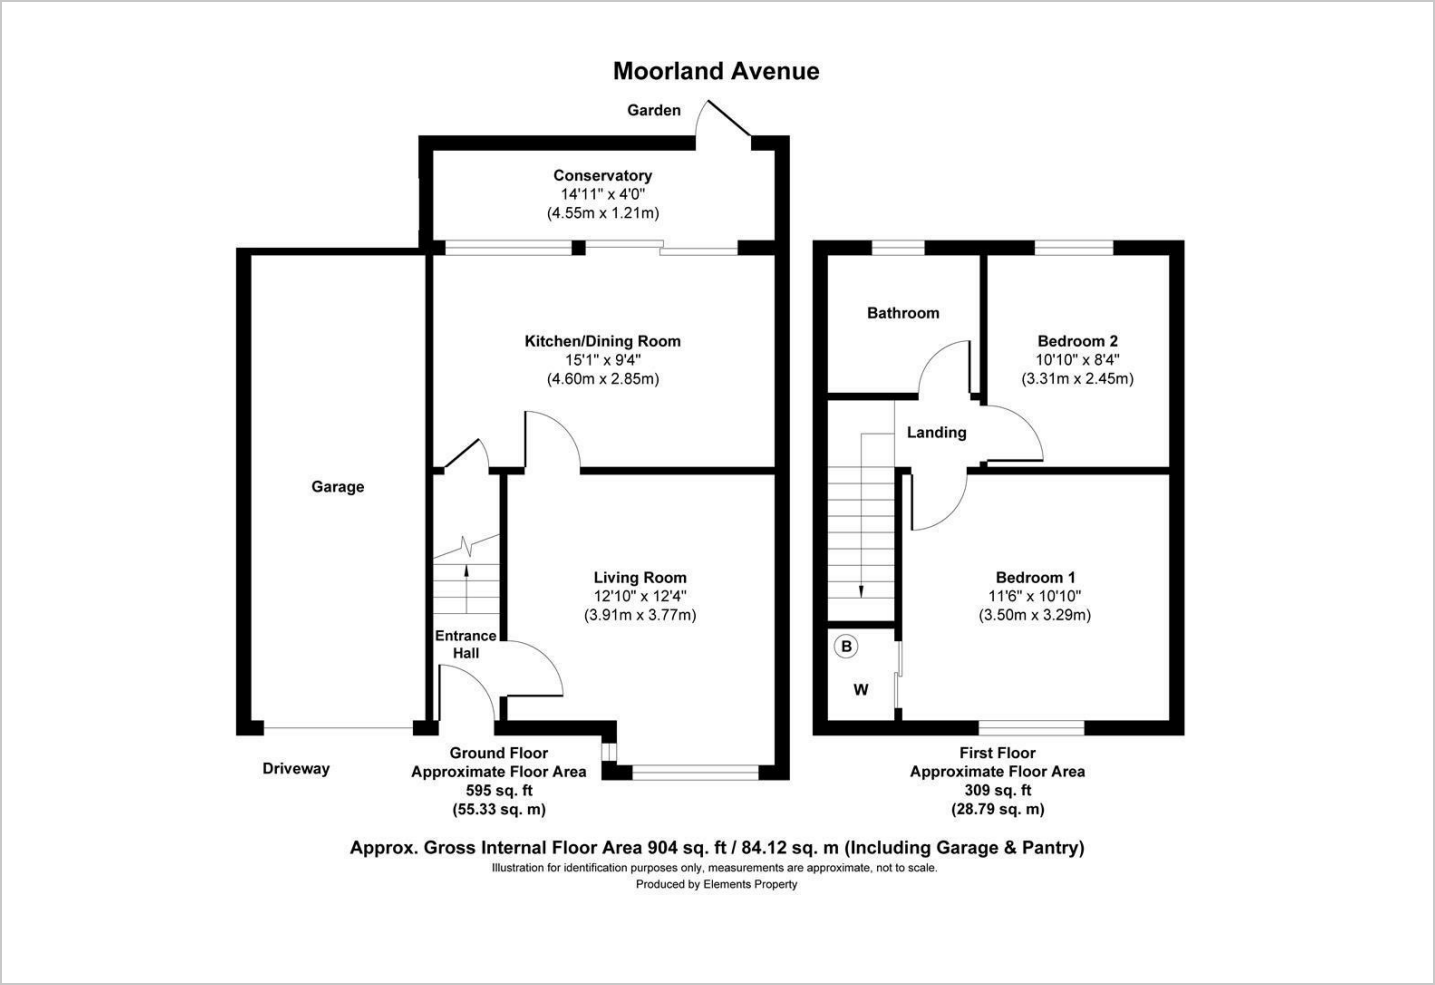 Moorland Avenue
Garden
Conservatory
14'11" x 4'0"
(4.55m x 1.21m)
Kitchen/Dining Room
15'1" x 9'4"
(4.60m x 2.85m)
Garage
Living Room
12'10" x 12'4"
(3.91m x 3.77m)
Entrance
Hall
Driveway
Ground Floor
Approximate Floor Area
595 sq. ft
(55.33 sq. m)
Bathroom
Bedroom 2
10'10" x 8'4"
(3.31m x 2.45m)
Landing
Bedroom 1
11'6" x 10'10"
(3.50m x 3.29m)
B
W
First Floor
Approximate Floor Area
309 sq. ft
(28.79 sq. m)
Approx. Gross Internal Floor Area 904 sq. ft / 84.12 sq. m (Including Garage & Pantry)
Illustration for identification purposes only, measurements are approximate, not to scale.
Produced by Elements Property